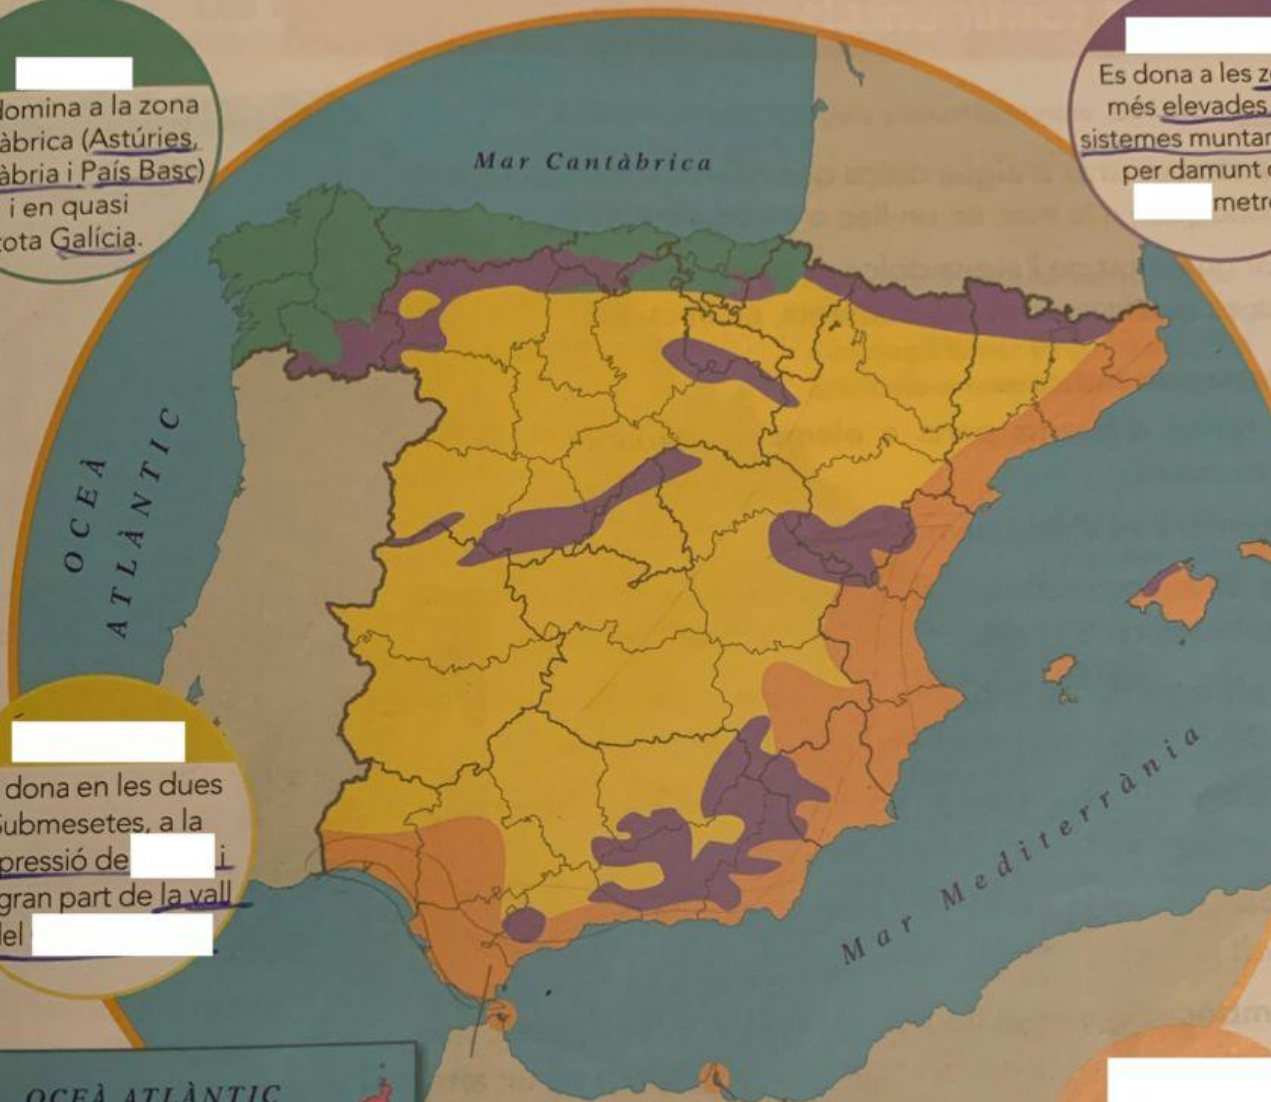 domina a la zona
àbrica (Astúries,
àbria i País Basc)
i en quasi
tota Galícia.
Es dona a les
més elevades,
sistemes
per damunt
metre
Mar Cantàbrica
OCEÀ
ATLÀNTIC
dona en les dues
Submesetes, a la
pressió de i
gran part de la vall
del
Mar Mediterrània
OCEÀ ATLÀNTIC